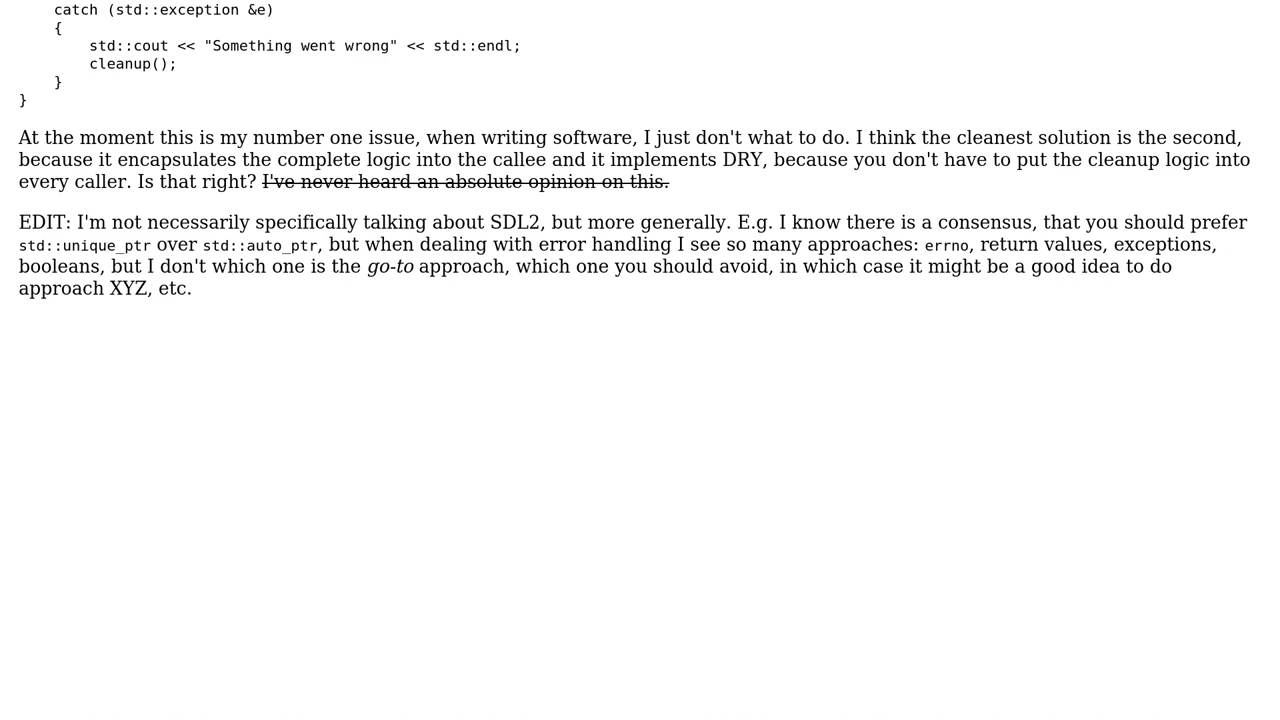 catch (std::exception &e)
{
std::cout << "Something went wrong" << std::endl;
cleanup();
}
}
At the moment this is my number one issue, when writing software, I just don't what to do. I think the cleanest solution is the second,
because it encapsulates the complete logic into the callee and it implements DRY, because you don't have to put the cleanup logic into
every caller. Is that right? I've never heard an absolute opinion on this.
EDIT: I'm not necessarily specifically talking about SDL2, but more generally. E.g. I know there is a consensus, that you should prefer
std::unique_ptr over std::auto_ptr, but when dealing with error handling I see so many approaches: errno, return values, exceptions,
booleans, but I don't which one is the go-to approach, which one you should avoid, in which case it might be a good idea to do
approach XYZ, etc.